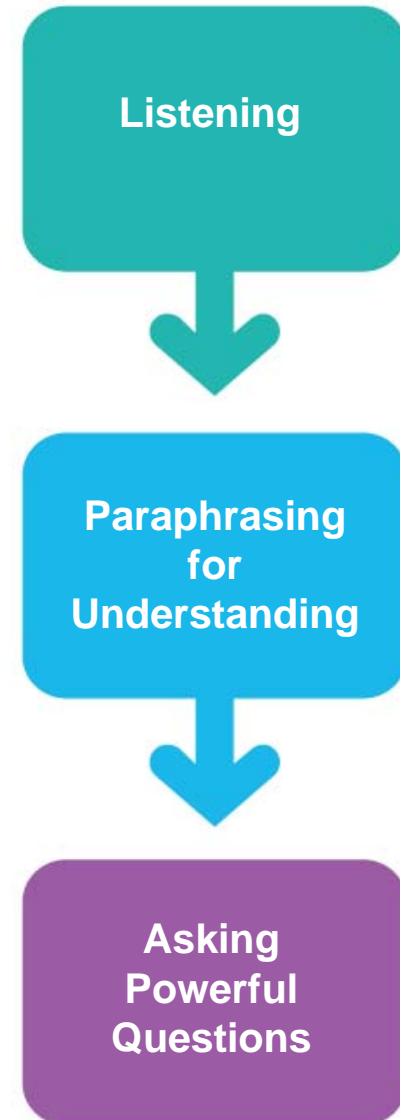 Listening
Paraphrasing
for
Understanding
Asking
Powerful
Questions